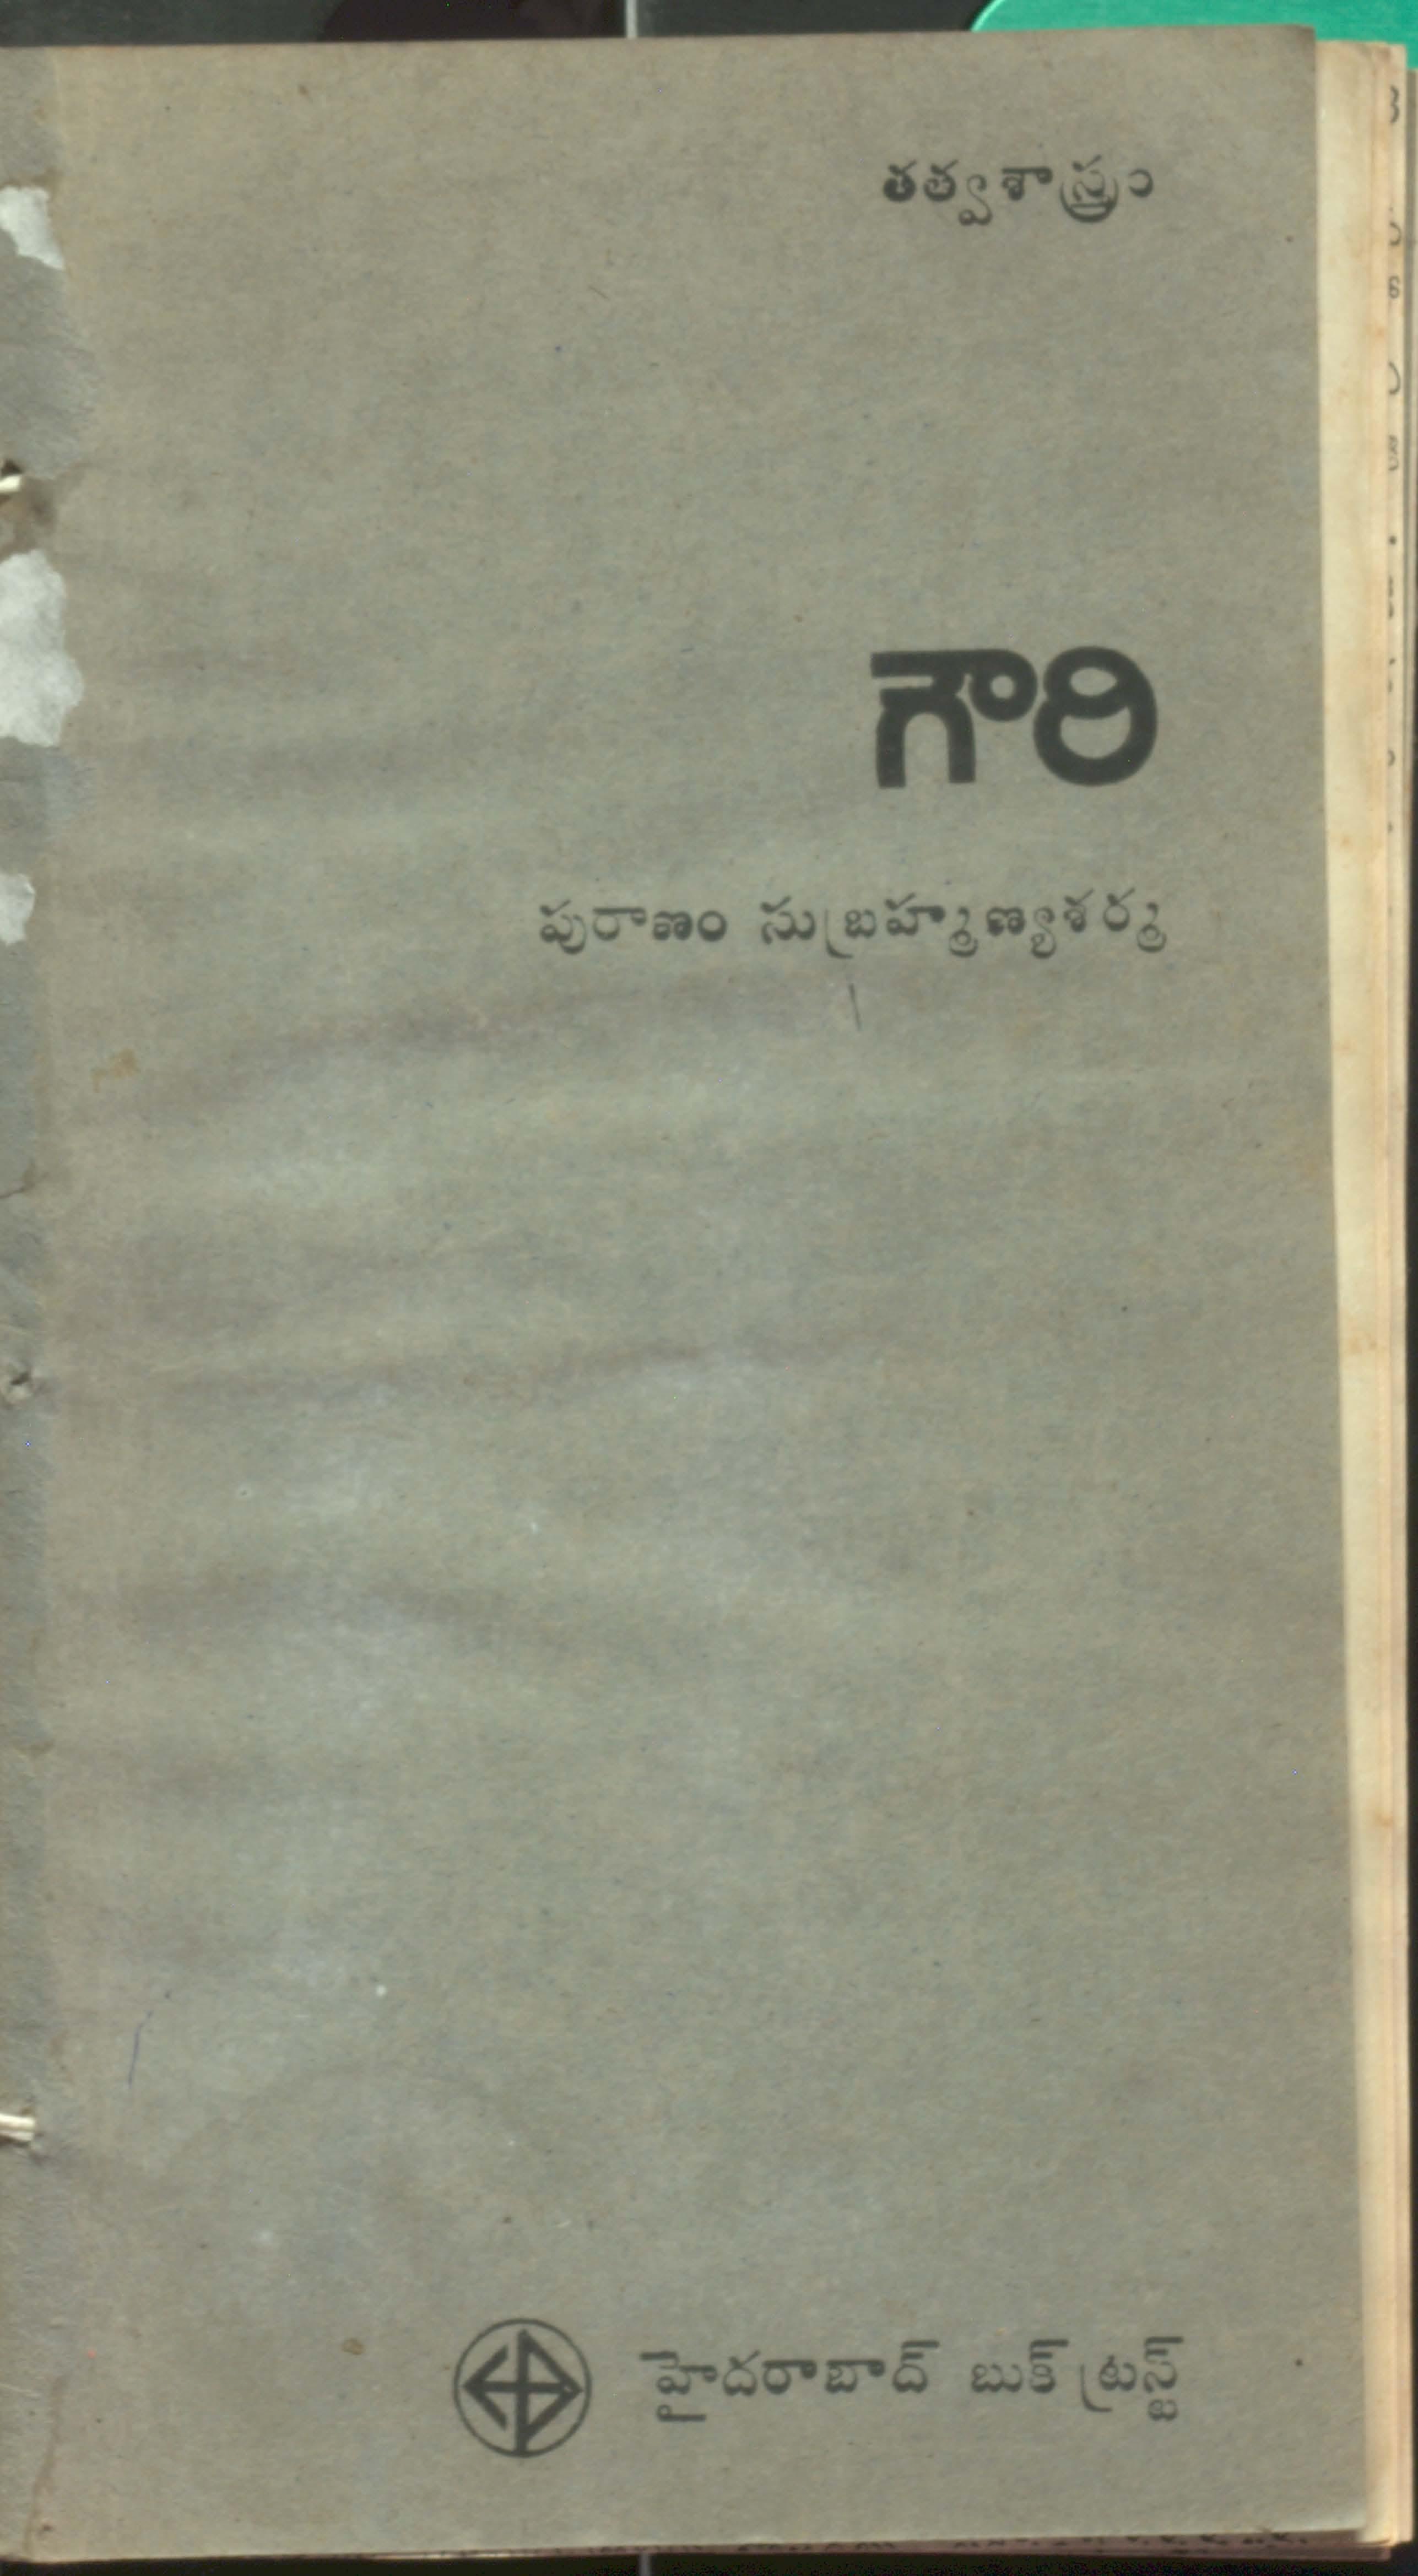 తత్వశాస్త్రం
గౌరి
పురాణం సుబ్రహ్మణ్యశర్మ
హైదరాబాద్ బుక్ ట్రస్ట్